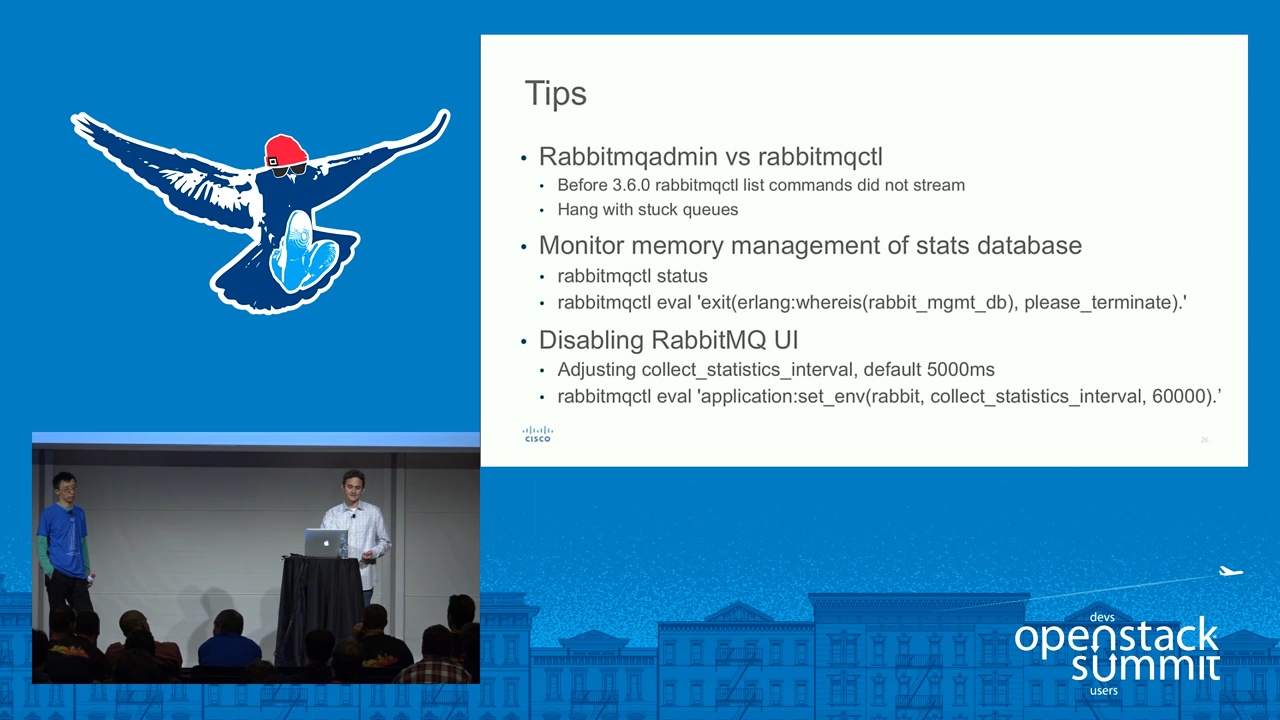 Tips
• Rabbitmqadmin vs rabbitmqctl
• Before 3.6.0 rabbitmqctl list commands did not stream
• Hang with stuck queues
• Monitor memory management of stats database
• rabbitmqctl status
• rabbitmqctl eval 'exit(erlang:whereis(rabbit_mgmt_db), please_terminate).'
• Disabling RabbitMQ UI
• Adjusting collect_statistics_interval, default 5000ms
• rabbitmqctl eval 'application:set_env(rabbit, collect_statistics_interval, 60000).’
CISCO
26
devs
openstack
summit
users